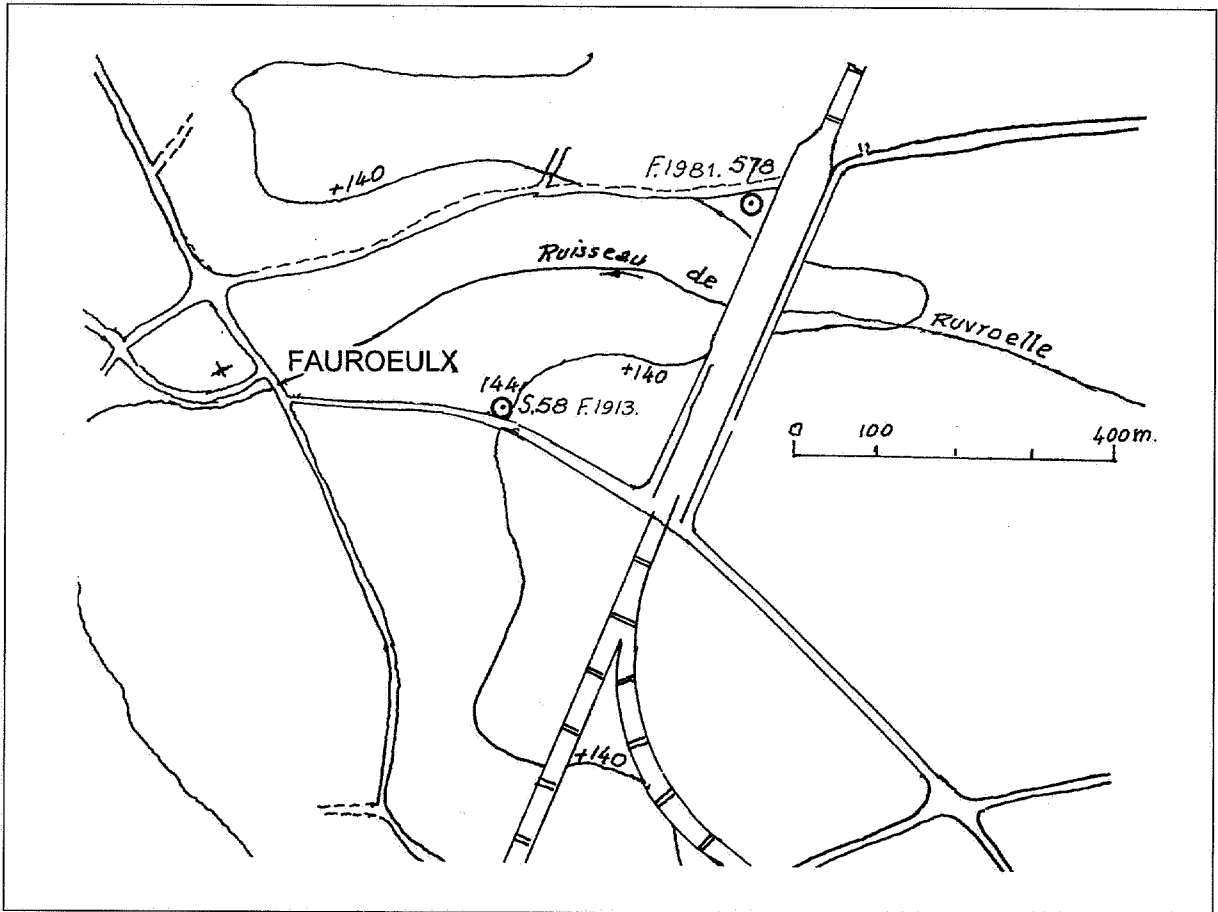 +140
F.1981. 578
Ruisseau de Ruvroelle
FAUROEULX
+140
144
S.58 F.1913.
0 100 400m.
+140